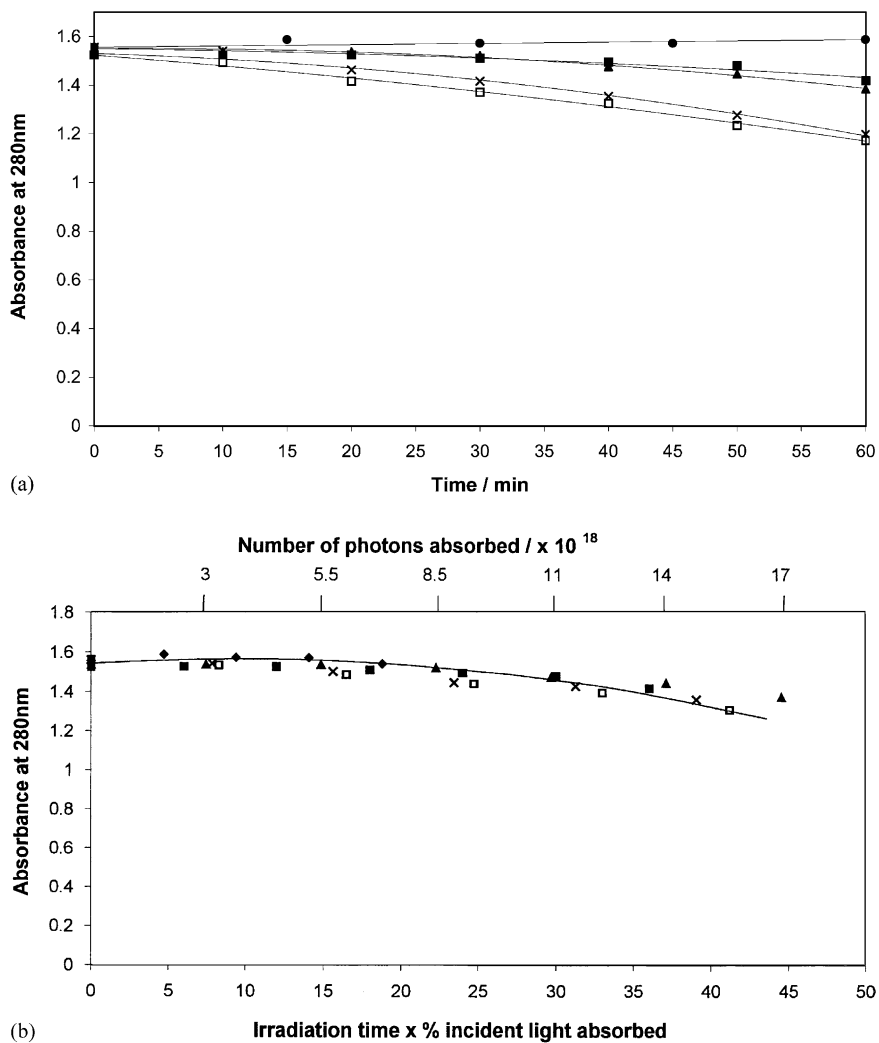 1.6
1.4
1.2
1
0.8
0.6
0.4
0.2
0
Absorbance at 280nm
0 5 10 15 20 25 30 35 40 45 50 55 60
Time / min
(a)
Number of photons absorbed / x 10 18
3 5.5 8.5 11 14 17
1.8
1.6
1.4
1.2
1
0.8
0.6
0.4
0.2
0
Absorbance at 280nm
0 5 10 15 20 25 30 35 40 45 50
Irradiation time x % incident light absorbed
(b)